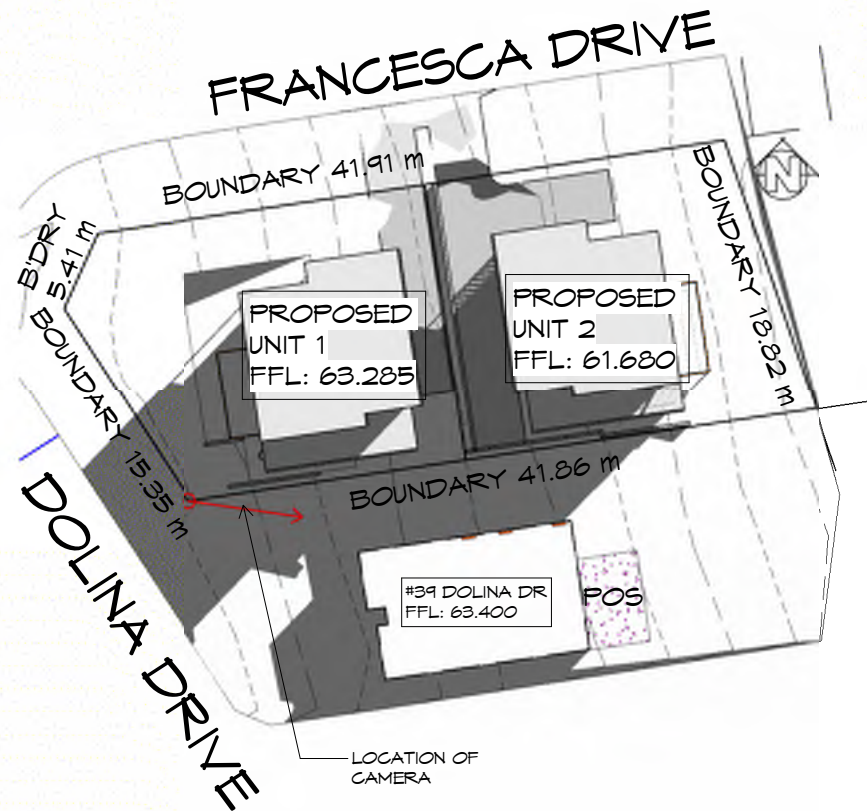 FRANCESCA DRIVE
BOUNDARY 41.91 m
N
B'DRY
5.41 m
BOUNDARY 18.82 m
PROPOSED
UNIT 1
FFL: 63.285
PROPOSED
UNIT 2
FFL: 61.680
BOUNDARY 15.35 m
BOUNDARY 41.86 m
DOLINA DRIVE
#39 DOLINA DR
FFL: 63.400
POS
LOCATION OF
CAMERA